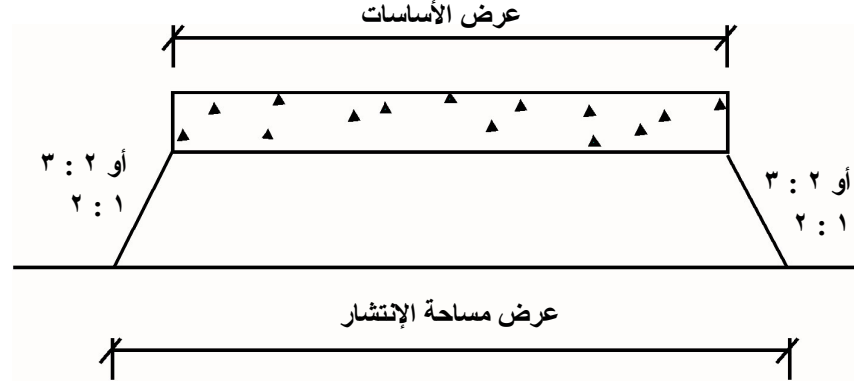 عرض الأساسات
أو ٢ : ٣
١ : ٢
أو ٢ : ٣
١ : ٢
عرض مساحة الإنتشار